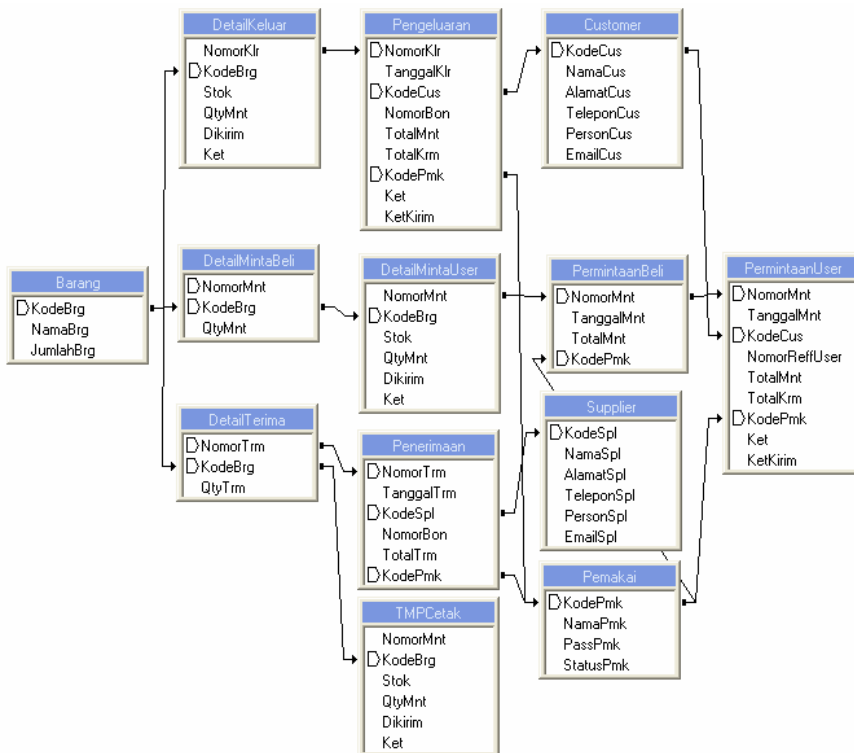 DetailKeluar
NomorKlr
KodeBrg
Stok
QtyMnt
Dikirim
Ket
Pengeluaran
NomorKlr
TanggalKlr
KodeCus
NomorBon
TotalMnt
TotalKrm
KodePmk
Ket
KetKirim
Customer
KodeCus
NamaCus
AlamatCus
TeleponCus
PersonCus
EmailCus
Barang
KodeBrg
NamaBrg
JumlahBrg
DetailMintaBeli
NomorMnt
KodeBrg
QtyMnt
DetailMintaUser
NomorMnt
KodeBrg
Stok
QtyMnt
Dikirim
Ket
PermintaanBeli
NomorMnt
TanggalMnt
TotalMnt
KodePmk
PermintaanUser
NomorMnt
TanggalMnt
KodeCus
NomorReffUser
TotalMnt
TotalKrm
KodePmk
Ket
KetKirim
DetailTerima
NomorTrm
KodeBrg
QtyTrm
Penerimaan
NomorTrm
TanggalTrm
KodeSpl
NomorBon
TotalTrm
KodePmk
Supplier
KodeSpl
NamaSpl
AlamatSpl
TeleponSpl
PersonSpl
EmailSpl
TMPCetak
NomorMnt
KodeBrg
Stok
QtyMnt
Dikirim
Ket
Pemakai
KodePmk
NamaPmk
PassPmk
StatusPmk